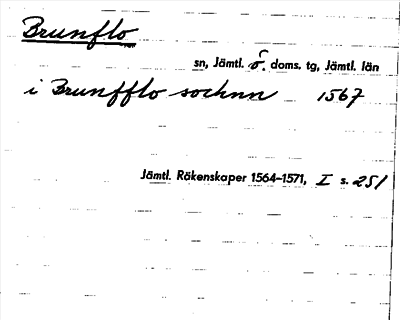 Brunflo
sn, Jämtl. ö. doms. tg, Jämtl. län
i Brunfflo sochnn 1567
Jämtl. Räkenskaper 1564–1571, I s. 251